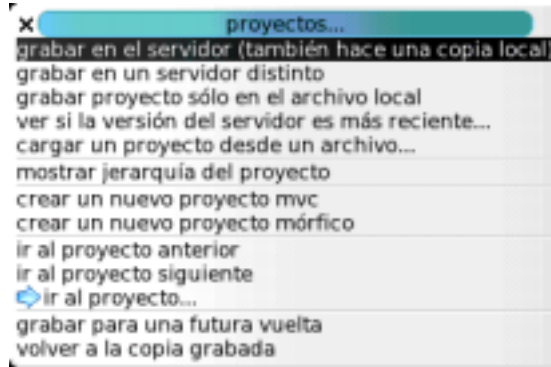 proyectos...
grabar en el servidor (también hace una copia local)
grabar en un servidor distinto
grabar proyecto sólo en el archivo local
ver si la versión del servidor es más reciente...
cargar un proyecto desde un archivo...
mostrar jerarquía del proyecto
crear un nuevo proyecto mvc
crear un nuevo proyecto mórfico
ir al proyecto anterior
ir al proyecto siguiente
ir al proyecto...
grabar para una futura vuelta
volver a la copia grabada